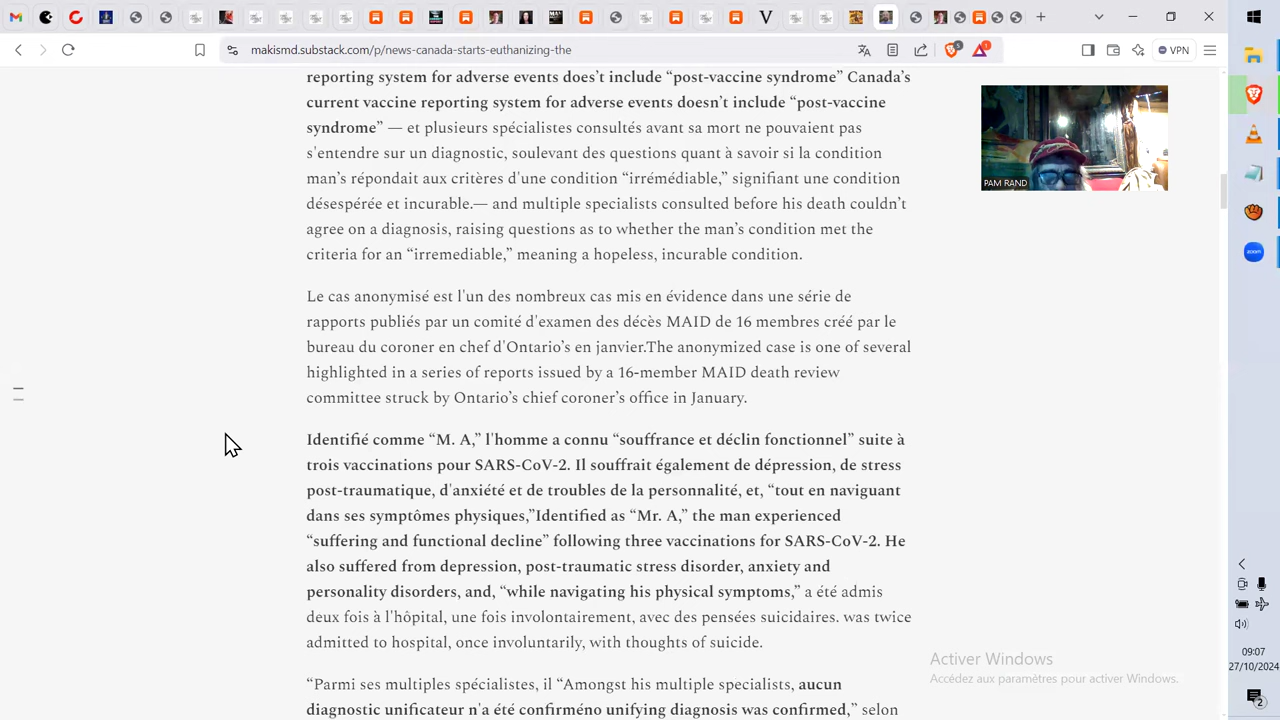 makismd.substack.com/p/news-canada-starts-euthanizing-the
VPN
reporting system for adverse events does't include “post-vaccine syndrome” Canada’s
current vaccine reporting system for adverse events doesn’t include “post-vaccine
syndrome” — et plusieurs spécialistes consultés avant sa mort ne pouvaient pas
s'entendre sur un diagnostic, soulevant des questions quant à savoir si la condition
man correspondait aux critères d'une condition “irrémédiable,” signifiant une condition
désespérée et incurable.— and multiple specialists consulted before his death couldn’t
agree on a diagnosis, raising questions as to whether the man’s condition met the
criteria for an “irremediable,” meaning a hopeless, incurable condition.
Le cas anonymisé est l'un des nombreux cas mis en évidence dans une série de
rapports publiés par un comité d'examen des décès MAID de 16 membres créé par le
bureau du coroner en chef d'Ontario’s en janvier.The anonymized case is one of several
highlighted in a series of reports issued by a 16-member MAID death review
committee struck by Ontario’s chief coroner’s office in January.
Identifié comme “M. A,” l'homme a connu “souffrance et déclin fonctionnel” suite à
trois vaccinations pour SARS-CoV-2. Il souffrait également de dépression, de stress
post-traumatique, d'anxiété et de troubles de la personnalité, et, “tout en naviguant
dans ses symptômes physiques,”Identified as “Mr. A,” the man experienced
“suffering and functional decline” following three vaccinations for SARS-CoV-2. He
also suffered from depression, post-traumatic stress disorder, anxiety and
personality disorders, and, “while navigating his physical symptoms,” a été admis
deux fois à l'hôpital, une fois involontairement, avec des pensées suicidaires. was twice
admitted to hospital, once involuntarily, with thoughts of suicide.
“Parmi ses multiples spécialistes, il “Amongst his multiple specialists, aucun
diagnostic unificateur n'a été confirméno unifying diagnosis was confirmed,” selon
PAM RAND
Activer Windows
Accédez aux paramètres pour activer Windows.
zoom
09:07
27/10/2024
2